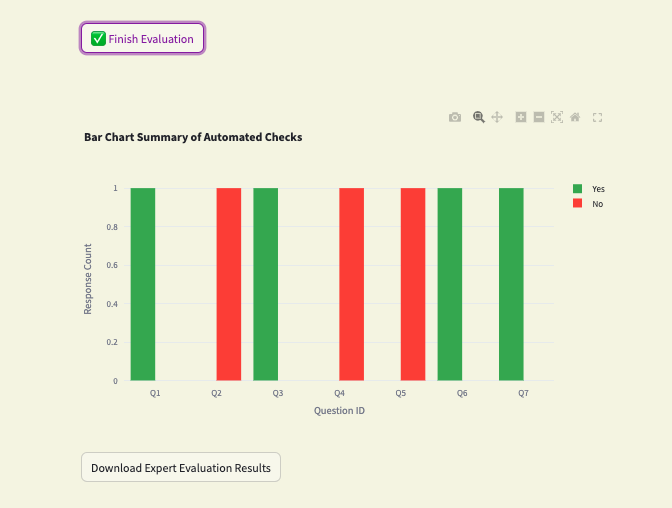 ✅ Finish Evaluation
Bar Chart Summary of Automated Checks
Yes
No
Response Count
1
0.8
0.6
0.4
0.2
0
Q1 Q2 Q3 Q4 Q5 Q6 Q7
Question ID
Download Expert Evaluation Results